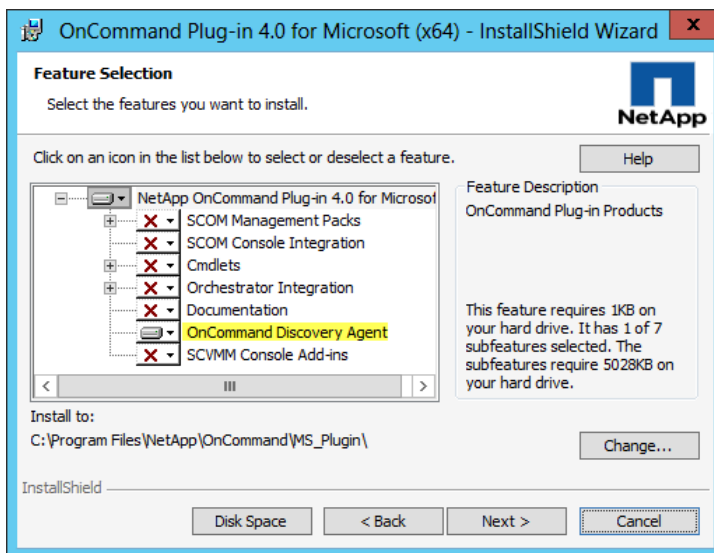 OnCommand Plug-in 4.0 for Microsoft (x64) - InstallShield Wizard
Feature Selection
Select the features you want to install.
NetApp
Click on an icon in the list below to select or deselect a feature.
Help
NetApp OnCommand Plug-in 4.0 for Microsof
SCOM Management Packs
SCOM Console Integration
Cmdlets
Orchestrator Integration
Documentation
OnCommand Discovery Agent
SCVMM Console Add-ins
Feature Description
OnCommand Plug-in Products
This feature requires 1KB on
your hard drive. It has 1 of 7
subfeatures selected. The
subfeatures require 5028KB on
your hard drive.
Install to:
C:\Program Files\NetApp\OnCommand\MS_Plugin\
Change...
InstallShield
Disk Space
< Back
Next >
Cancel